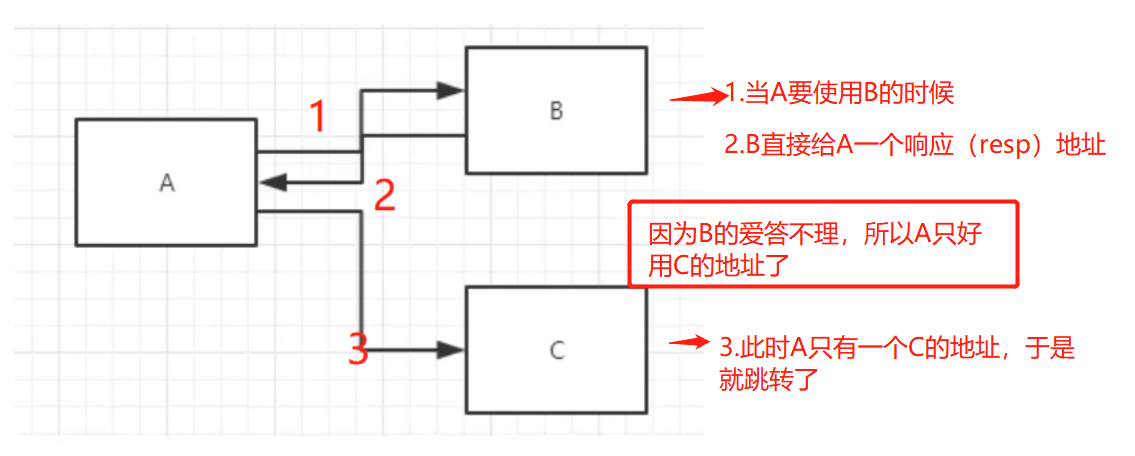 1
B
1.当A要使用B的时候
2.B直接给A一个响应（resp）地址
A
2
因为B的爱答不理，所以A只好
用C的地址了
3
C
3.此时A只有一个C的地址，于是
就跳转了